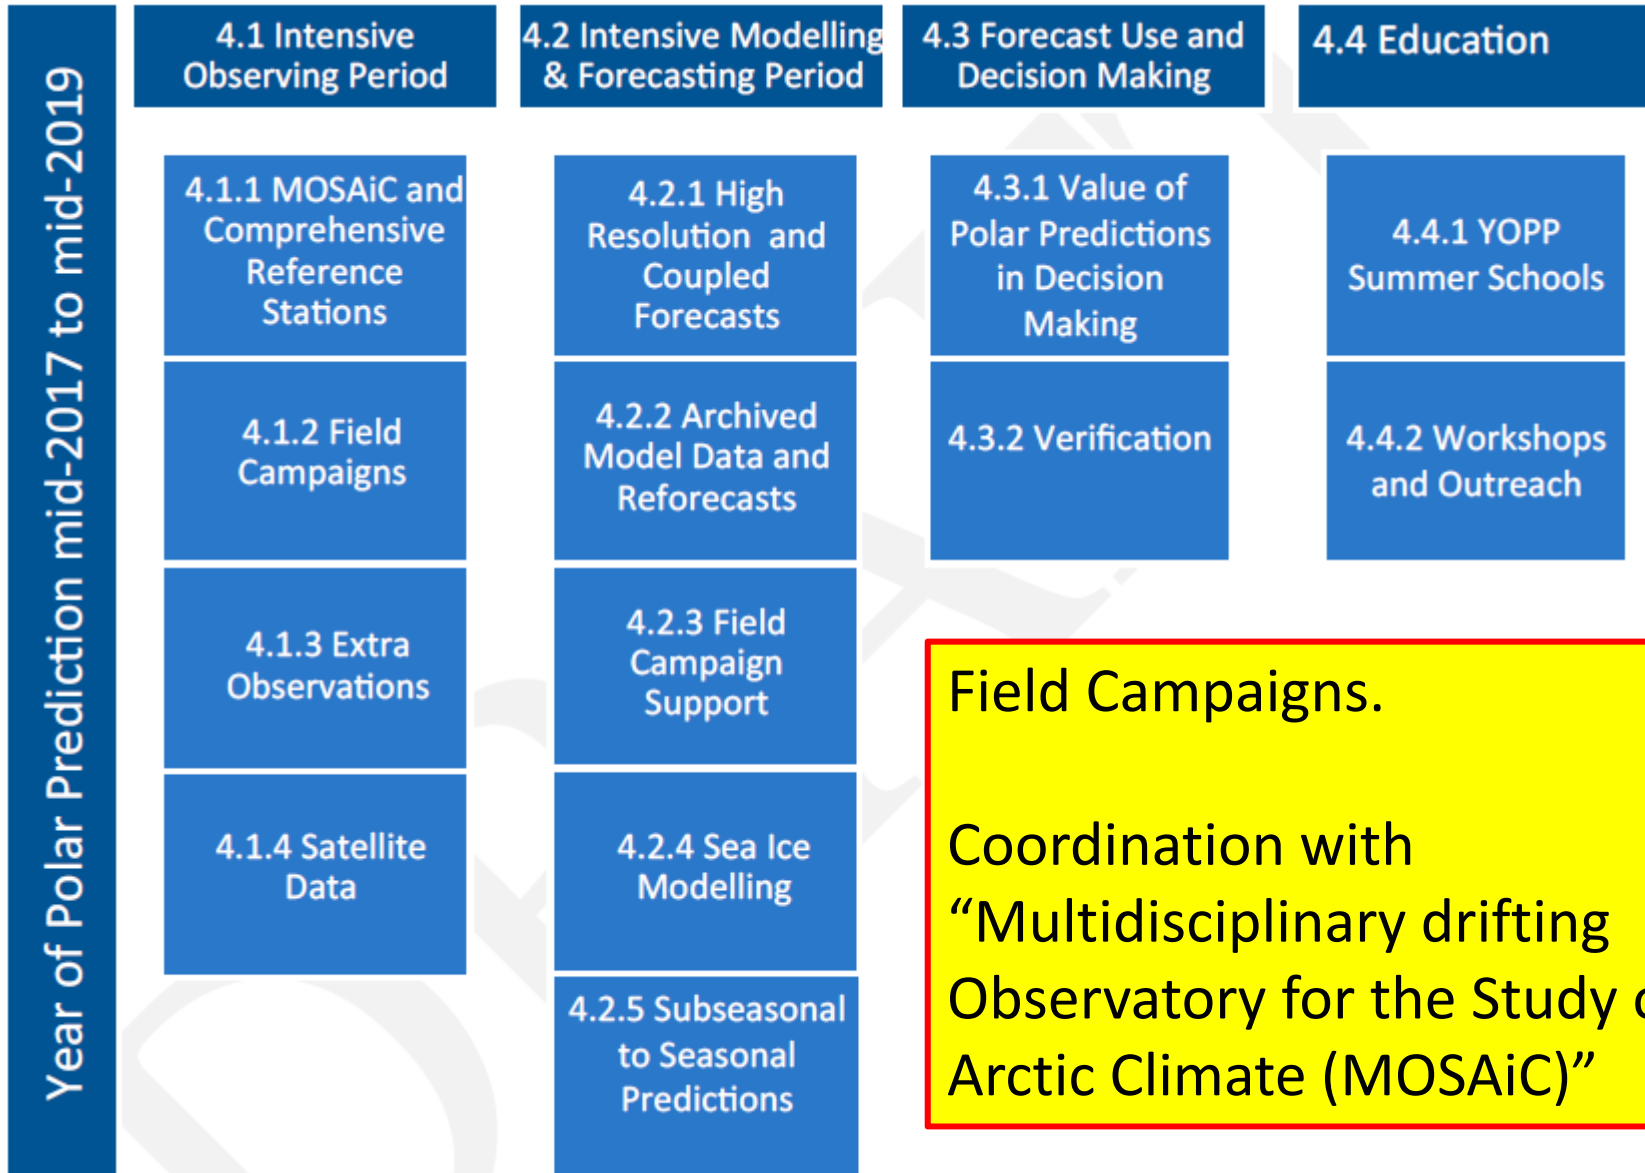 Year of Polar Prediction mid-2017 to mid-2019
4.1 Intensive
Observing Period
4.1.1 MOSAiC and
Comprehensive
Reference
Stations
4.1.2 Field
Campaigns
4.1.3 Extra
Observations
4.1.4 Satellite
Data
4.2 Intensive Modelling
& Forecasting Period
4.2.1 High
Resolution and
Coupled
Forecasts
4.2.2 Archived
Model Data and
Reforecasts
4.2.3 Field
Campaign
Support
4.2.4 Sea Ice
Modelling
4.2.5 Subseasonal
to Seasonal
Predictions
4.3 Forecast Use and
Decision Making
4.3.1 Value of
Polar Predictions
in Decision
Making
4.3.2 Verification
4.4 Education
4.4.1 YOPP
Summer Schools
4.4.2 Workshops
and Outreach
Field Campaigns.
Coordination with
“Multidisciplinary drifting
Observatory for the Study
Arctic Climate (MOSAiC)”